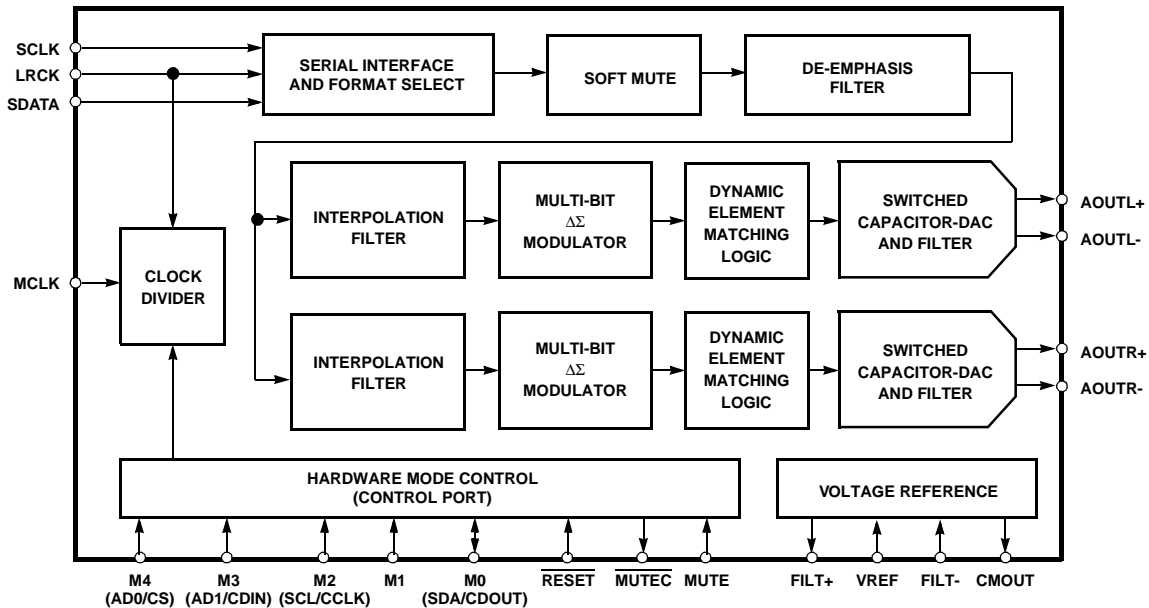 SCLK
LRCK
SDATA
SERIAL INTERFACE
AND FORMAT SELECT
SOFT MUTE
DE-EMPHASIS
FILTER
MCLK
CLOCK
DIVIDER
INTERPOLATION
FILTER
MULTI-BIT
ΔΣ
MODULATOR
DYNAMIC
ELEMENT
MATCHING
LOGIC
SWITCHED
CAPACITOR-DAC
AND FILTER
AOUTL+
AOUTL-
INTERPOLATION
FILTER
MULTI-BIT
ΔΣ
MODULATOR
DYNAMIC
ELEMENT
MATCHING
LOGIC
SWITCHED
CAPACITOR-DAC
AND FILTER
AOUTR+
AOUTR-
HARDWARE MODE CONTROL
(CONTROL PORT)
VOLTAGE REFERENCE
M4
(AD0/CS)
M3
(AD1/CDIN)
M2
(SCL/CCLK)
M1
M0
(SDA/CDOUT)
RESET
MUTEC
MUTE
FILT+
VREF
FILT-
CMOUT